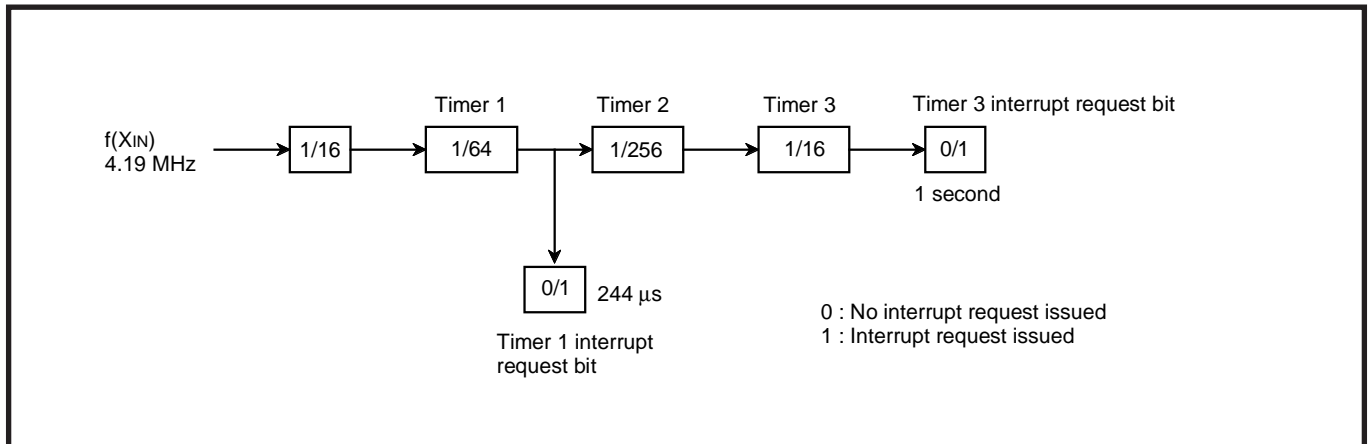 Timer 1
Timer 2
Timer 3
Timer 3 interrupt request bit
f(XIN)
4.19 MHz
1/16
1/64
1/256
1/16
0/1
1 second
0/1
244 μs
Timer 1 interrupt
request bit
0 : No interrupt request issued
1 : Interrupt request issued